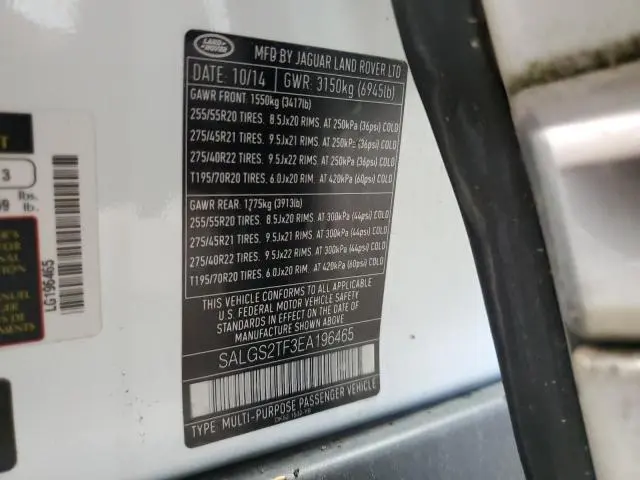 LAND
ROVER
MFD BY JAGUAR LAND ROVER LTD
DATE: 10/14 GWR: 3150kg (6945lb)
GAWR FRONT: 1550kg (3417lb)
255/55R20 TIRES. 8.5Jx20 RIMS. AT 250kPA (36psi) COLD
275/45R21 TIRES. 9.5Jx21 RIMS. AT 250kPA (36psi) COLD
275/40R22 TIRES. 9.5Jx22 RIMS. AT 250kPA (36psi) COLD
T195/70R20 TIRES. 6.0Jx20 RIM. AT 420kPA (60psi) COLD
GAWR REAR: 1775kg (3913lb)
255/55R20 TIRES. 8.5Jx20 RIMS. AT 300kPA (44psi) COLD
275/45R21 TIRES. 9.5Jx21 RIMS. AT 300kPA (44psi) COLD
275/40R22 TIRES. 9.5Jx22 RIMS. AT 300kPA (44psi) COLD
T195/70R20 TIRES. 6.0Jx20 RIM. AT 420kPA (60psi) COLD
THIS VEHICLE CONFORMS TO ALL APPLICABLE
U.S. FEDERAL MOTOR VEHICLE SAFETY
STANDARDS IN EFFECT ON THE DATE OF
MANUFACTURE SHOWN ABOVE.
SALGS2TF3EA196465
TYPE: MULTI-PURPOSE PASSENGER VEHICLE
3
Lbs.
lb.
LG196465